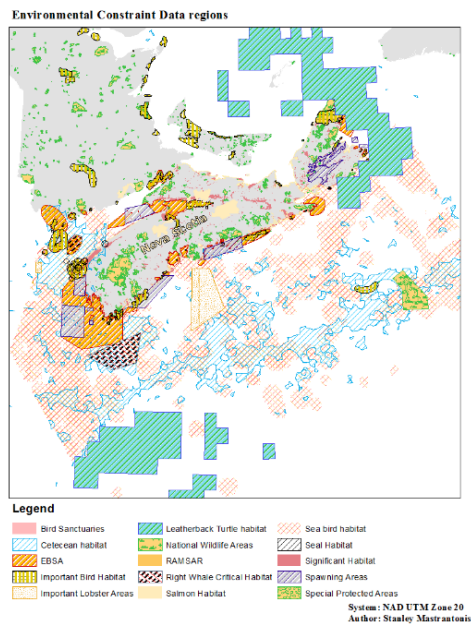 Environmental Constraint Data regions
Nova Scotia
Legend
Bird Sanctuaries
Leatherback Turtle habitat
Sea bird habitat
Cetecean habitat
National Wildlife Areas
Seal Habitat
EBSA
RAMSAR
Significant Habitat
Important Bird Habitat
Right Whale Critical Habitat
Spawning Areas
Important Lobster Areas
Salmon Habitat
Special Protected Areas
System: NAD UTM Zone 20
Author: Stanley Mastrantonis